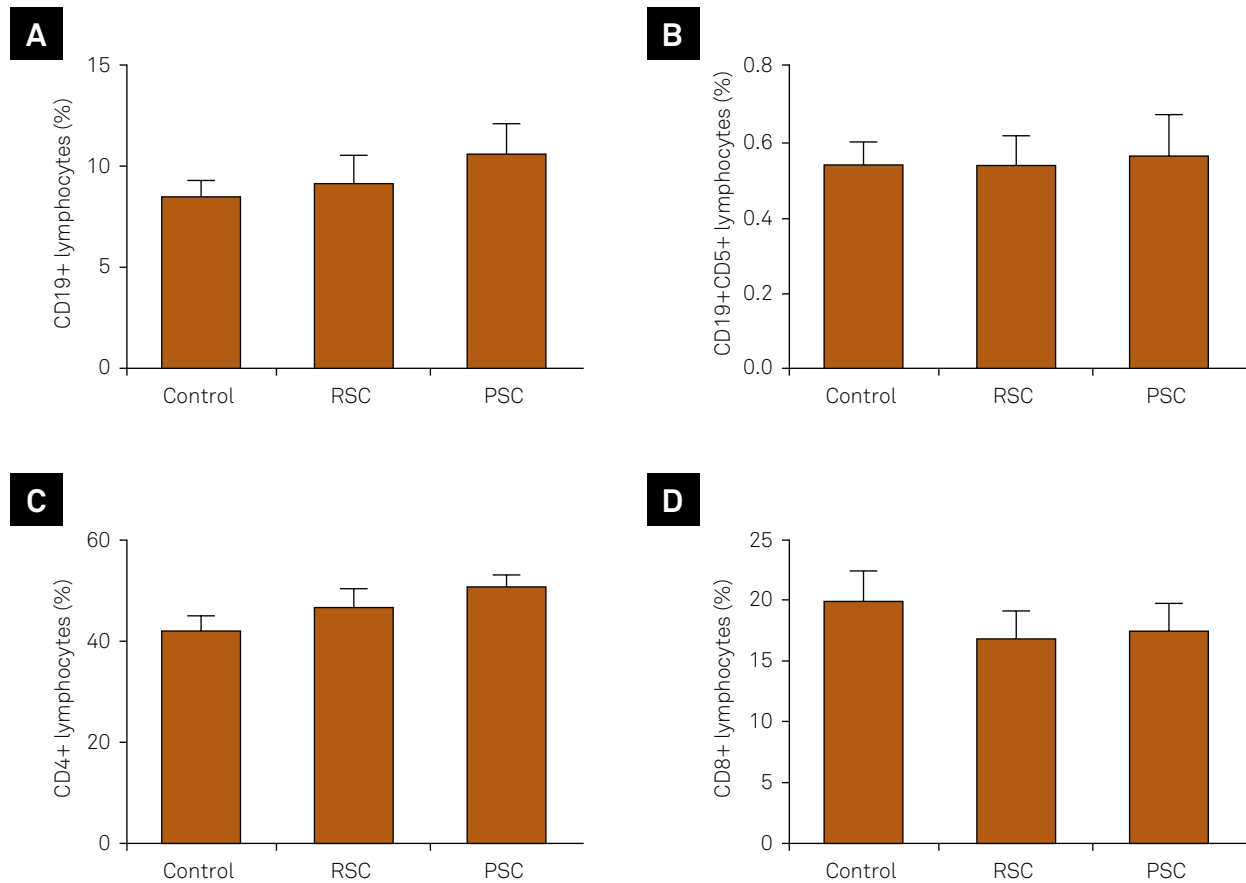 A
CD19+ lymphocytes (%)
15
10
5
0
Control RSC PSC
B
CD19+CD5+ lymphocytes (%)
0.8
0.6
0.4
0.2
0.0
Control RSC PSC
C
CD4+ lymphocytes (%)
60
40
20
0
Control RSC PSC
D
CD8+ lymphocytes (%)
25
20
15
10
5
0
Control RSC PSC